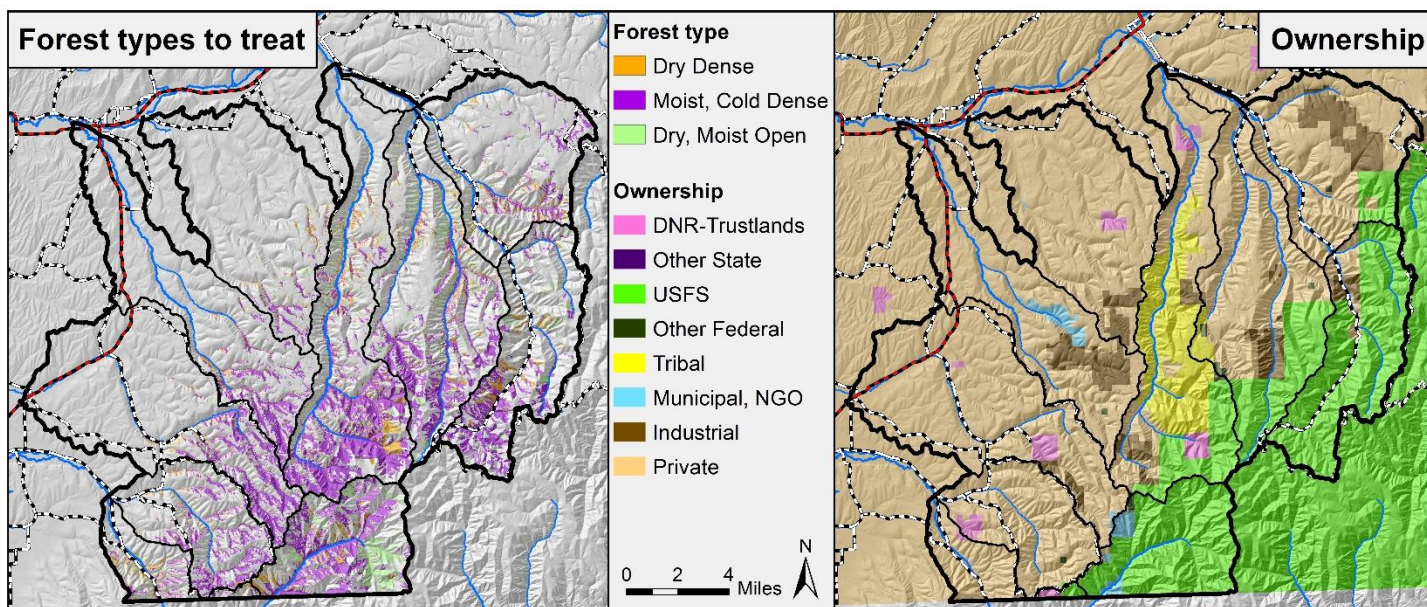 Forest types to treat
Forest type
Dry Dense
Moist, Cold Dense
Dry, Moist Open
Ownership
DNR-Trustlands
Other State
USFS
Other Federal
Tribal
Municipal, NGO
Industrial
Private
N
0 2 4
Miles
Ownership